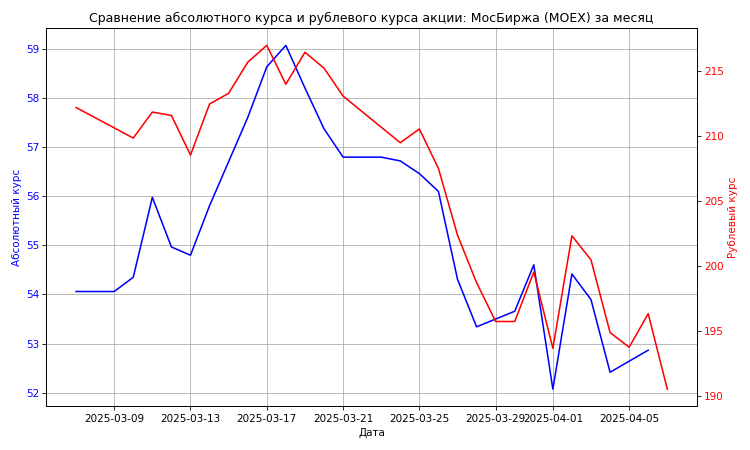 Сравнение абсолютного курса и рублевого курса акции: МосБиржа (MOEX) за месяц
59
58
57
56
55
54
53
52
Абсолютный курс
215
210
205
200
195
190
Рублевый курс
2025-03-09 2025-03-13 2025-03-17 2025-03-21 2025-03-25 2025-03-29 2025-04-01 2025-04-05
Дата